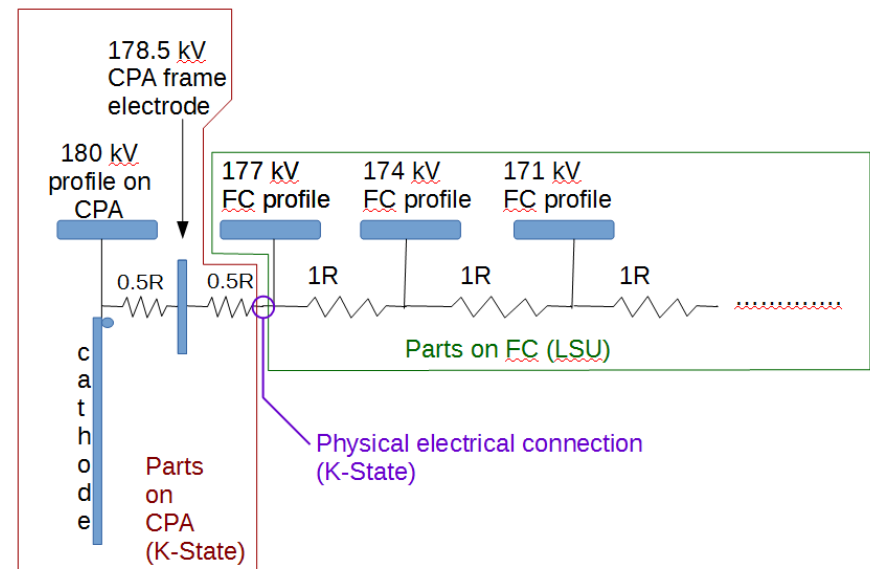 178.5 kV
CPA frame
electrode
180 kV
profile on
CPA
177 kV
FC profile
174 kV
FC profile
171 kV
FC profile
0.5R
0.5R
1R
1R
1R
..............
Parts on FC (LSU)
cathode
Physical electrical connection
(K-State)
Parts
on
CPA
(K-State)